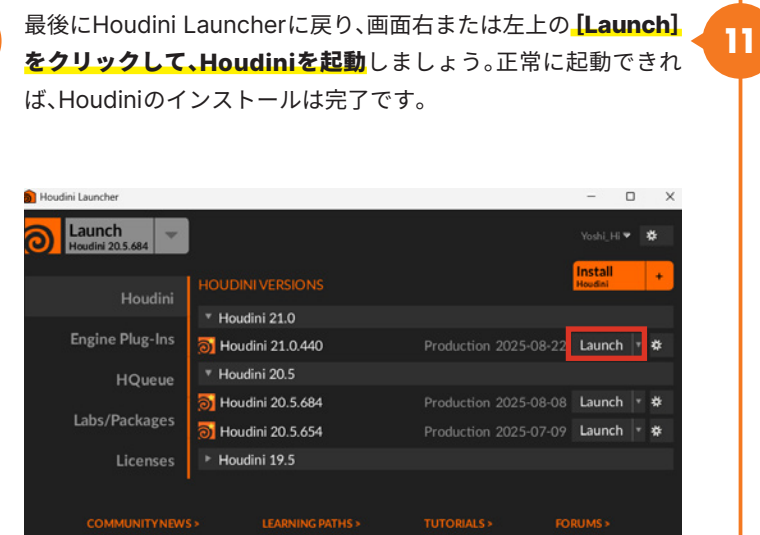 最後にHoudini Launcherに戻り、画面右または左上の[Launch]
をクリックして、Houdiniを起動しましょう。正常に起動できれ
ば、Houdiniのインストールは完了です。
11
Houdini Launcher
Launch
Houdini 20.5.684
Yoshi_Hi
Install
Houdini
+
HOUDINI VERSIONS
Houdini
Engine Plug-Ins
HQueue
Labs/Packages
Licenses
Houdini 21.0
Houdini 21.0.440 Production 2025-08-22 Launch
Houdini 20.5
Houdini 20.5.684 Production 2025-08-08 Launch
Houdini 20.5.654 Production 2025-07-09 Launch
Houdini 19.5
COMMUNITY NEWS > LEARNING PATHS > TUTORIALS > FORUMS >